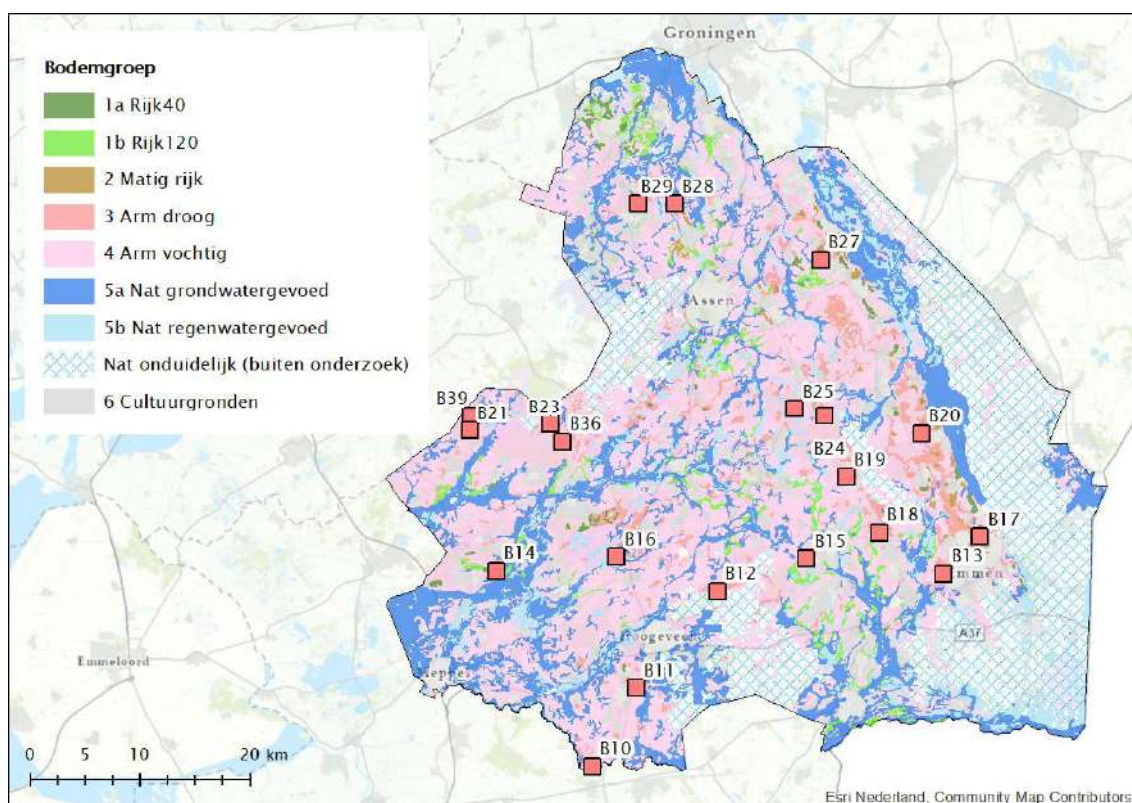 Groningen
Bodemgroep
1a Rijk40
1b Rijk120
2 Matig rijk
3 Arm droog
4 Arm vochtig
5a Nat grondwatergevoed
5b Nat regenwatergevoed
Nat onduidelijk (buiten onderzoek)
6 Cultuurgronden
B29 B28
B27
Assen
B39
B21
B23
B36
B25
B24
B20
B19
B18
B17
B16
B15
B14
B13
B12
Emmen
Hoogeveen
A37
Emmeloord
Meppel
B11
B10
0 5 10 20 km
Esri Nederland, Community Map Contributors